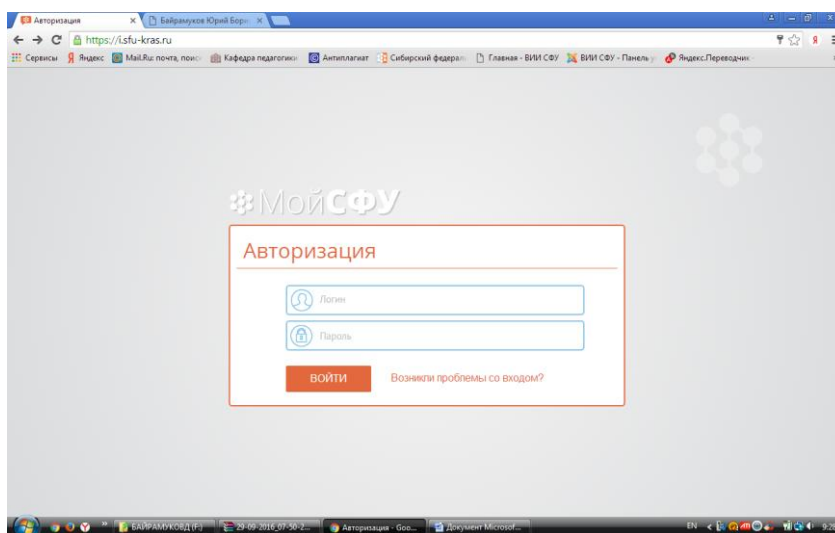 Авторизация Байрамуков Юрий Бори
https://i.sfu-kras.ru
Сервисы Яндекс Mail.Ru: почта, поис Кафедра педагогики Антиплагиат Сибирский федерал Главная - ВИИ СФУ ВИИ СФУ - Панель у Яндекс.Переводчик
МойСФУ
Авторизация
Логин
Пароль
ВОЙТИ Возникли проблемы со входом?
БАЙРАМУКОВД (F:) 29-09-2016_07-50-2... Авторизация - Goo... Документ Microsof... EN 9:28